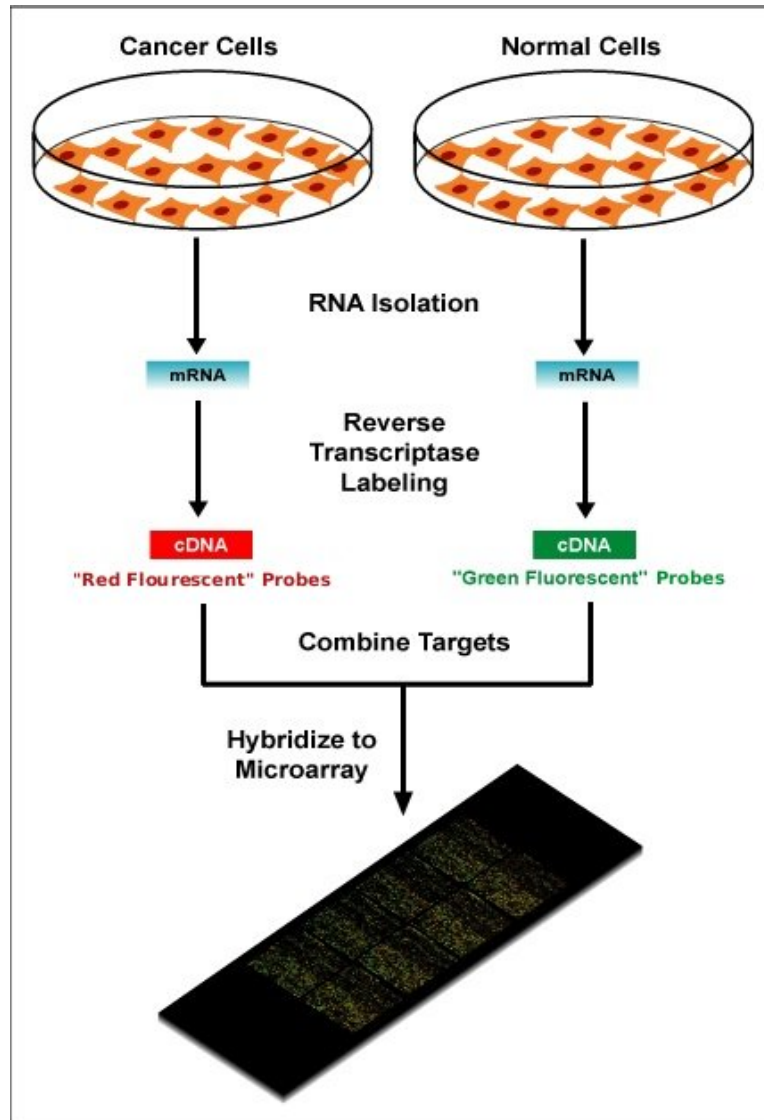 Cancer Cells
Normal Cells
RNA Isolation
mRNA
mRNA
Reverse
Transcriptase
Labeling
cDNA
cDNA
"Red Flourescent" Probes
"Green Fluorescent" Probes
Combine Targets
Hybridize to
Microarray